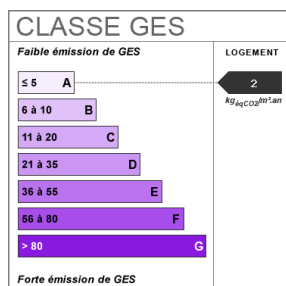 CLASSE GES
Faible émission de GES
LOGEMENT
≤ 5 A
2
kgéqCO2/m².an
6 à 10 B
11 à 20 C
21 à 35 D
36 à 55 E
56 à 80 F
> 80 G
Forte émission de GES